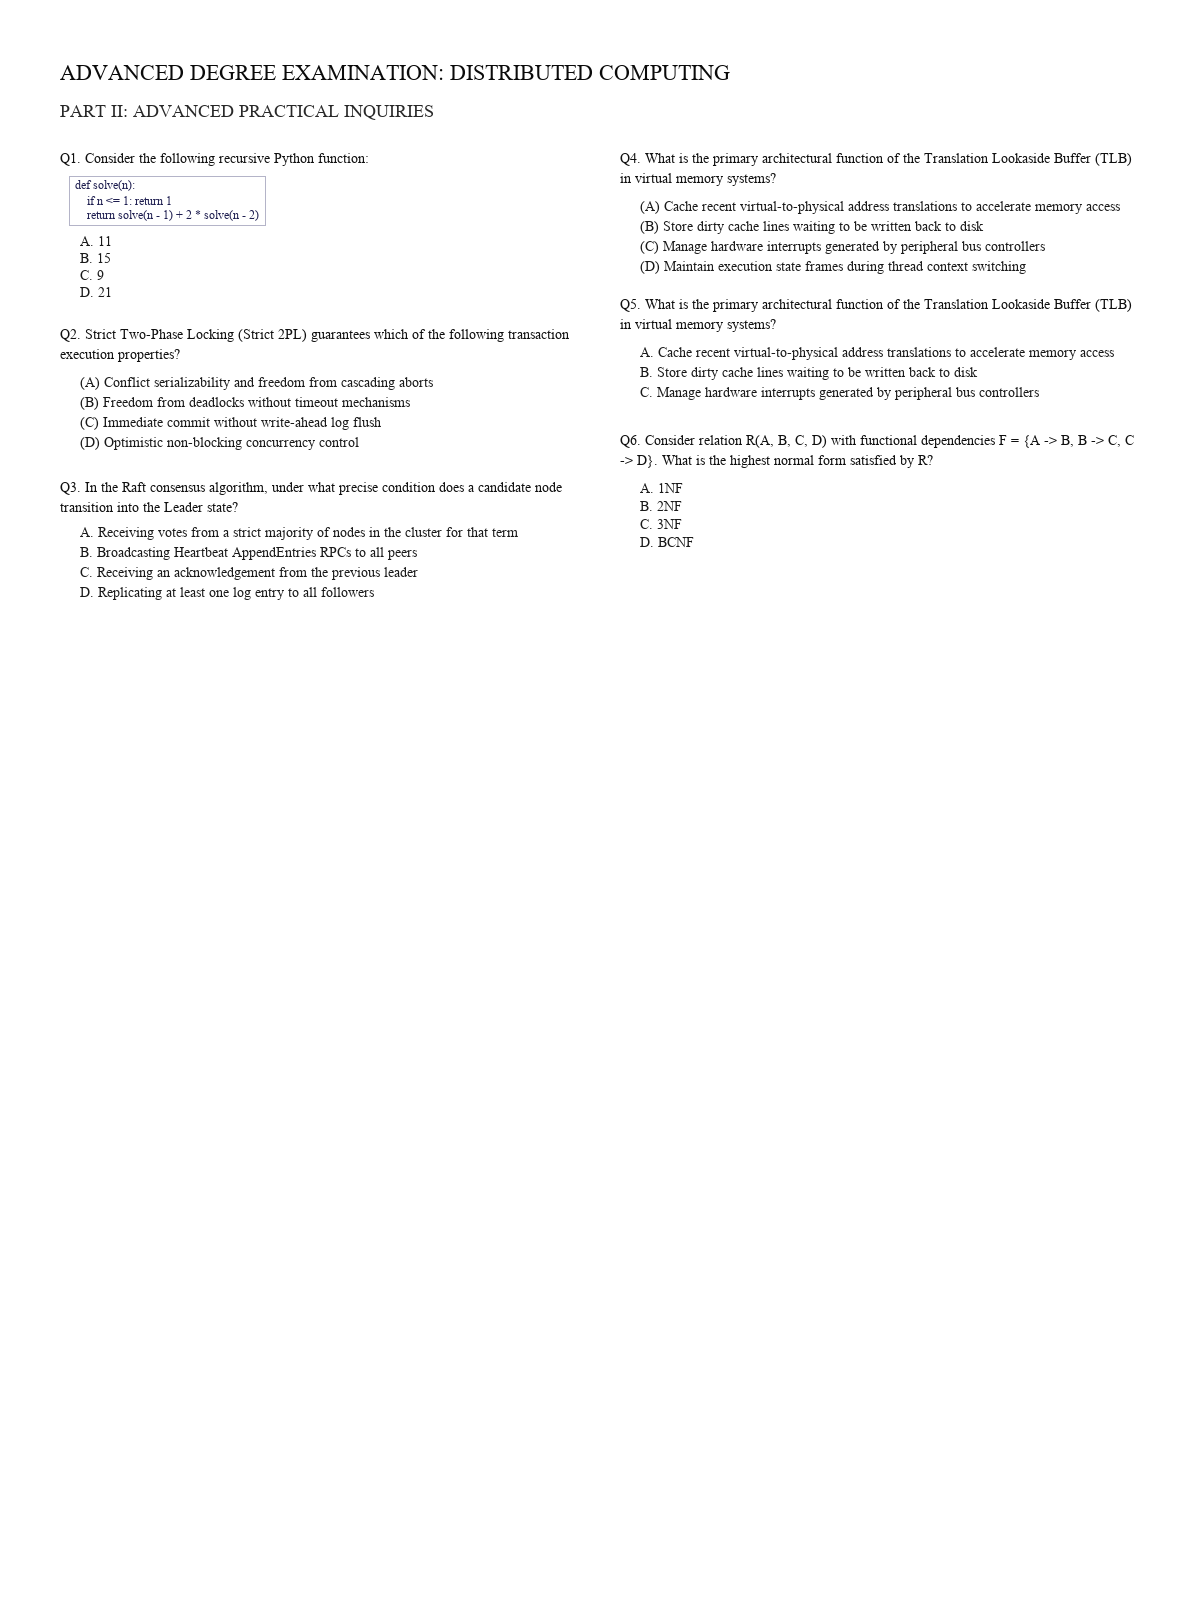 ADVANCED DEGREE EXAMINATION: DISTRIBUTED COMPUTING
PART II: ADVANCED PRACTICAL INQUIRIES
Q1. Consider the following recursive Python function:
def solve(n):
    if n <= 1: return 1
    return solve(n - 1) + 2 * solve(n - 2)
A. 11
B. 15
C. 9
D. 21
Q2. Strict Two-Phase Locking (Strict 2PL) guarantees which of the following transaction
execution properties?
(A) Conflict serializability and freedom from cascading aborts
(B) Freedom from deadlocks without timeout mechanisms
(C) Immediate commit without write-ahead log flush
(D) Optimistic non-blocking concurrency control
Q3. In the Raft consensus algorithm, under what precise condition does a candidate node
transition into the Leader state?
A. Receiving votes from a strict majority of nodes in the cluster for that term
B. Broadcasting Heartbeat AppendEntries RPCs to all peers
C. Receiving an acknowledgement from the previous leader
D. Replicating at least one log entry to all followers
Q4. What is the primary architectural function of the Translation Lookaside Buffer (TLB)
in virtual memory systems?
(A) Cache recent virtual-to-physical address translations to accelerate memory access
(B) Store dirty cache lines waiting to be written back to disk
(C) Manage hardware interrupts generated by peripheral bus controllers
(D) Maintain execution state frames during thread context switching
Q5. What is the primary architectural function of the Translation Lookaside Buffer (TLB)
in virtual memory systems?
A. Cache recent virtual-to-physical address translations to accelerate memory access
B. Store dirty cache lines waiting to be written back to disk
C. Manage hardware interrupts generated by peripheral bus controllers
Q6. Consider relation R(A, B, C, D) with functional dependencies F = {A -> B, B -> C, C
-> D}. What is the highest normal form satisfied by R?
A. 1NF
B. 2NF
C. 3NF
D. BCNF